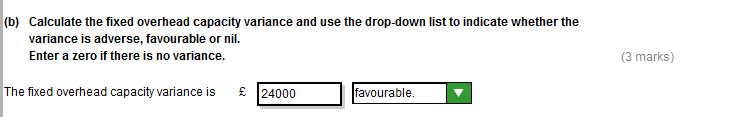 (b) Calculate the fixed overhead capacity variance and use the drop-down list to indicate whether the
variance is adverse, favourable or nil.
Enter a zero if there is no variance.
(3 marks)
The fixed overhead capacity variance is £ 24000 favourable.